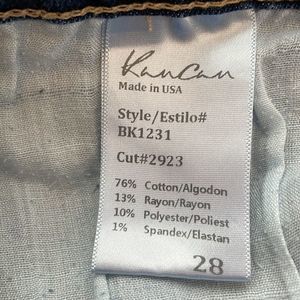 KanCan
Made in USA
Style/Estilo#
BK1231
Cut#2923
76% Cotton/Algodon
13% Rayon/Rayon
10% Polyester/Poliest
1% Spandex/Elastan
28